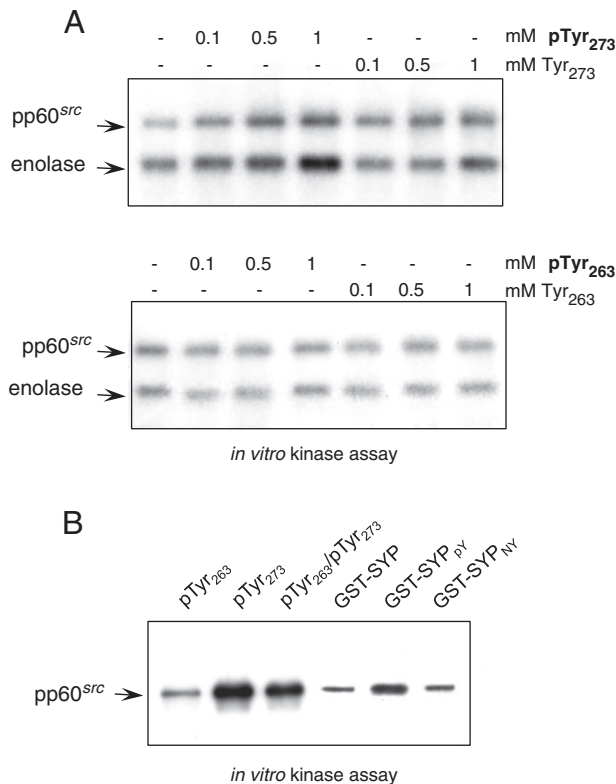 A
- 0.1 0.5 1 - - - mM pTyr273
- - - - 0.1 0.5 1 mM Tyr273
pp60src
enolase
- 0.1 0.5 1 - - - mM pTyr263
- - - - 0.1 0.5 1 mM Tyr263
pp60src
enolase
in vitro kinase assay
B
pTyr263 pTyr273 pTyr263/pTyr273 GST-SYP GST-SYPpY GST-SYPNY
pp60src
in vitro kinase assay